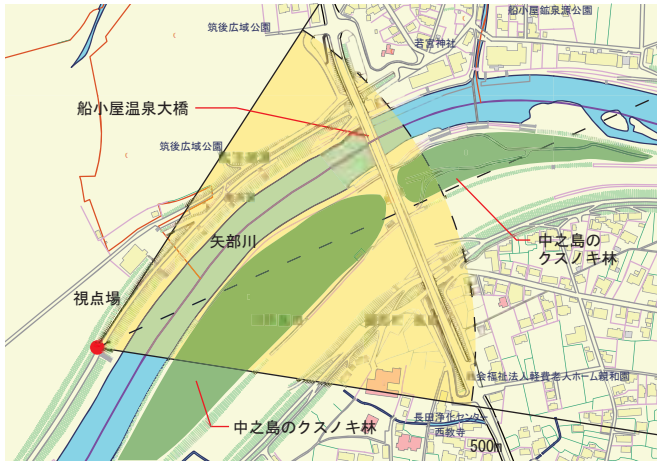 船小屋鉱泉源公園
筑後広域公園
若宮神社
船小屋温泉大橋
筑後広域公園
矢部川
中之島の
クスノキ林
視点場
会福祉法人軽費老人ホーム親和園
長田浄化センター
中之島のクスノキ林
西教寺
500m